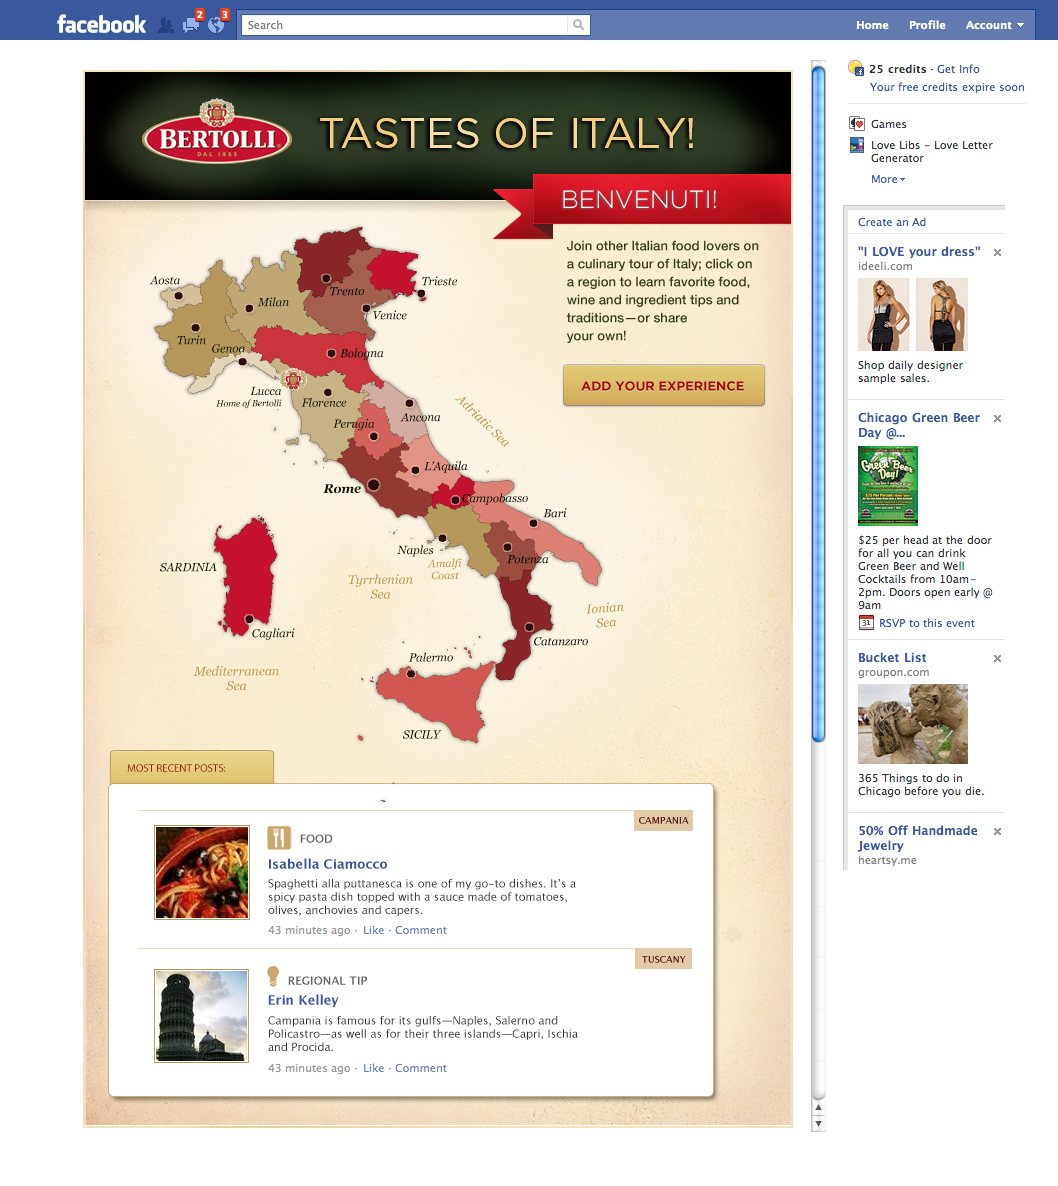 facebook
2
3
Search
Home Profile Account
BERTOLLI
DAL 1865
TASTES OF ITALY!
BENVENUTI!
Join other Italian food lovers on
a culinary tour of Italy; click on
a region to learn favorite food,
wine and ingredient tips and
traditions—or share
your own!
ADD YOUR EXPERIENCE
Aosta
Trento
Trieste
Milan
Venice
Turin
Genoa
Bologna
Lucca
Home of Bertolli
Florence
Ancona
Adriatic Sea
Perugia
L'Aquila
Rome
Campobasso
Bari
Naples
Amalfi
Coast
Potenza
SARDINIA
Tyrrhenian
Sea
Ionian
Sea
Cagliari
Catanzaro
Palermo
Mediterranean
Sea
SICILY
MOST RECENT POSTS:
CAMPANIA
FOOD
Isabella Ciamocco
Spaghetti alla puttanesca is one of my go-to dishes. It's a
spicy pasta dish topped with a sauce made of tomatoes,
olives, anchovies and capers.
43 minutes ago · Like · Comment
TUSCANY
REGIONAL TIP
Erin Kelley
Campania is famous for its gulfs—Naples, Salerno and
Policastro—as well as for their three islands—Capri, Ischia
and Procida.
43 minutes ago · Like · Comment
25 credits · Get Info
Your free credits expire soon
Games
Love Libs – Love Letter
Generator
More
Create an Ad
"I LOVE your dress"
ideeli.com
Shop daily designer
sample sales.
Chicago Green Beer
Day @...
Green Beer
Day!
$25 Per Person
$25 per head at the door
for all you can drink
Green Beer and Well
Cocktails from 10am-
2pm. Doors open early @
9am
31 RSVP to this event
Bucket List
groupon.com
365 Things to do in
Chicago before you die.
50% Off Handmade
Jewelry
heartsy.me